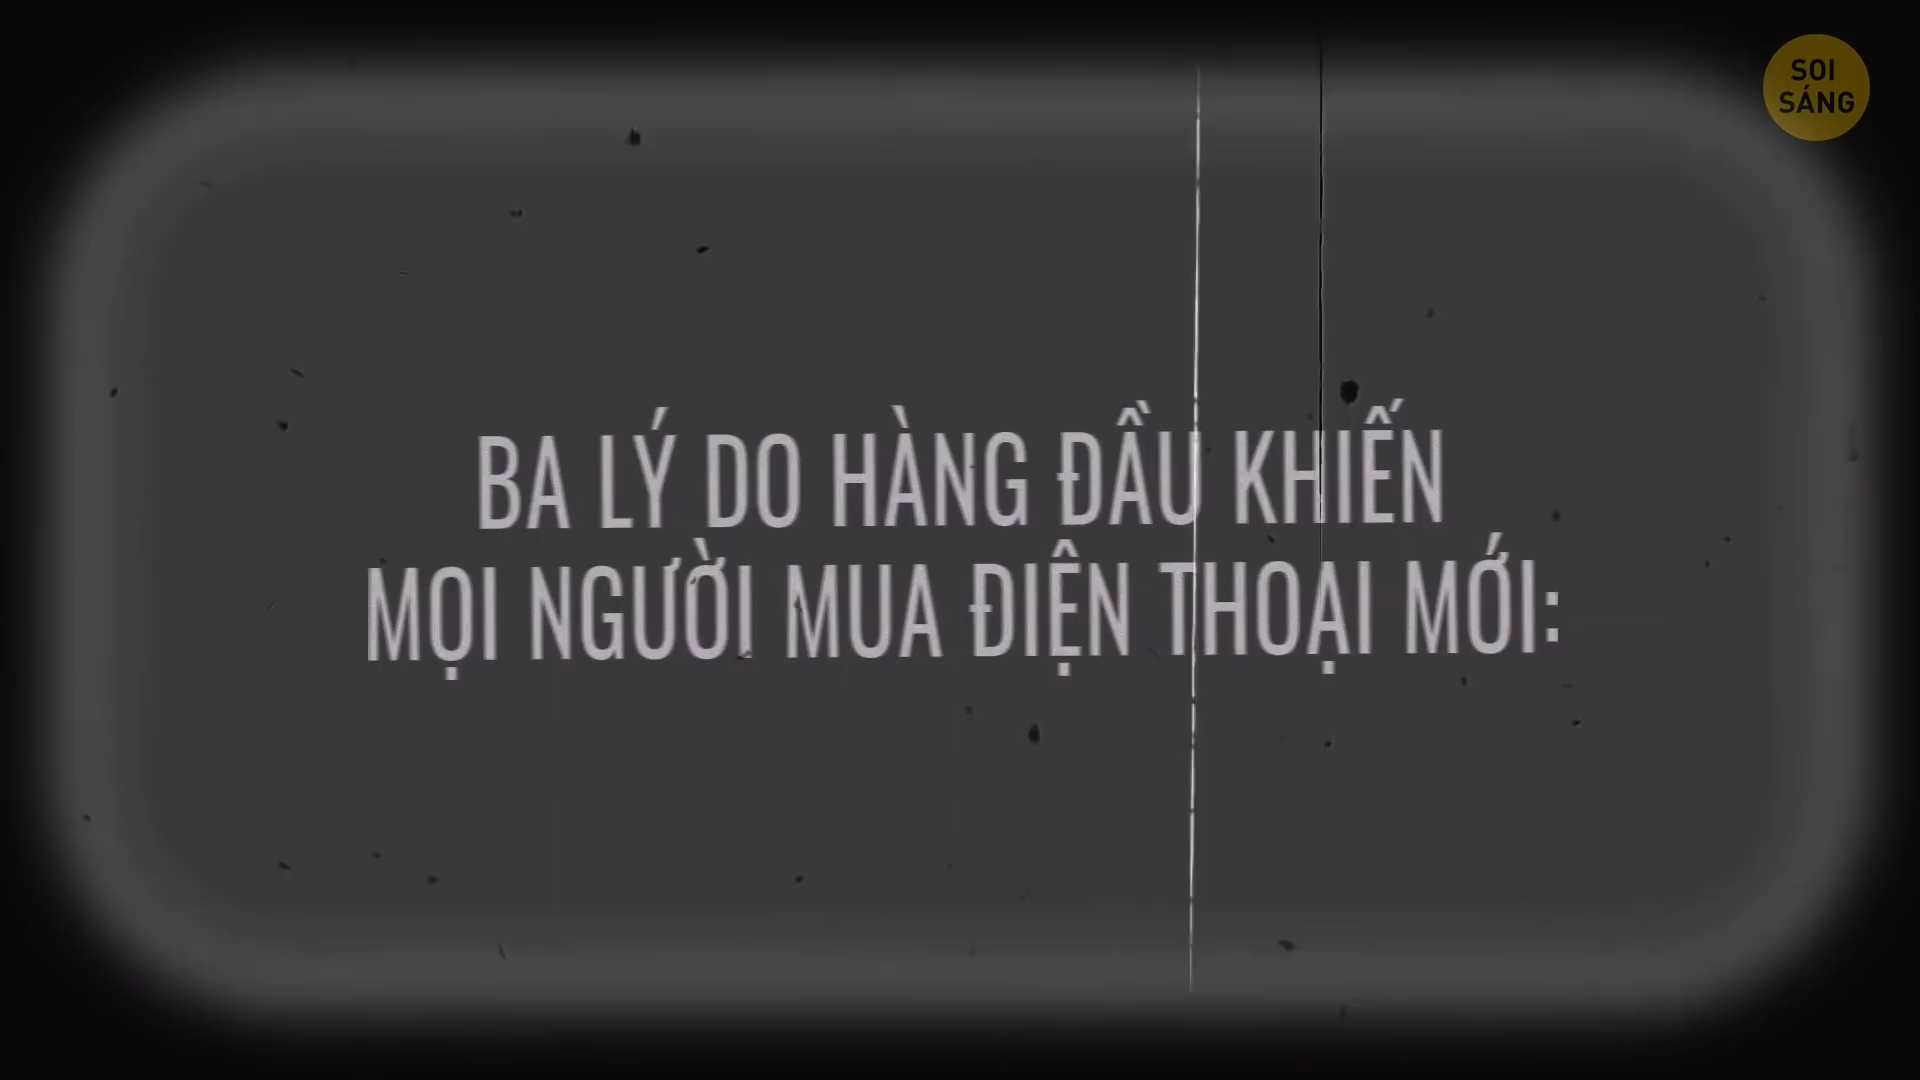 SOI
SÁNG
BA LÝ DO HÀNG ĐẦU KHIẾN
MỌI NGƯỜI MUA ĐIỆN THOẠI MỚI: